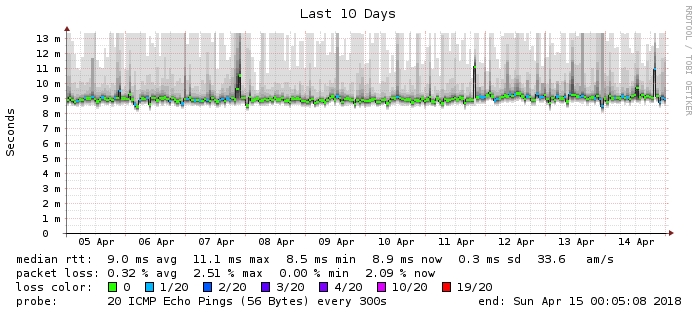 Last 10 Days
RRDTOOL / TOBI OETIKER
Seconds
13 m
12 m
11 m
10 m
9 m
8 m
7 m
6 m
5 m
4 m
3 m
2 m
1 m
0
05 Apr 06 Apr 07 Apr 08 Apr 09 Apr 10 Apr 11 Apr 12 Apr 13 Apr 14 Apr
median rtt: 9.0 ms avg 11.1 ms max 8.5 ms min 8.9 ms now 0.3 ms sd 33.6 am/s
packet loss: 0.32 % avg 2.51 % max 0.00 % min 2.09 % now
loss color: 0 1/20 2/20 3/20 4/20 10/20 19/20
probe: 20 ICMP Echo Pings (56 Bytes) every 300s end: Sun Apr 15 00:05:08 2018